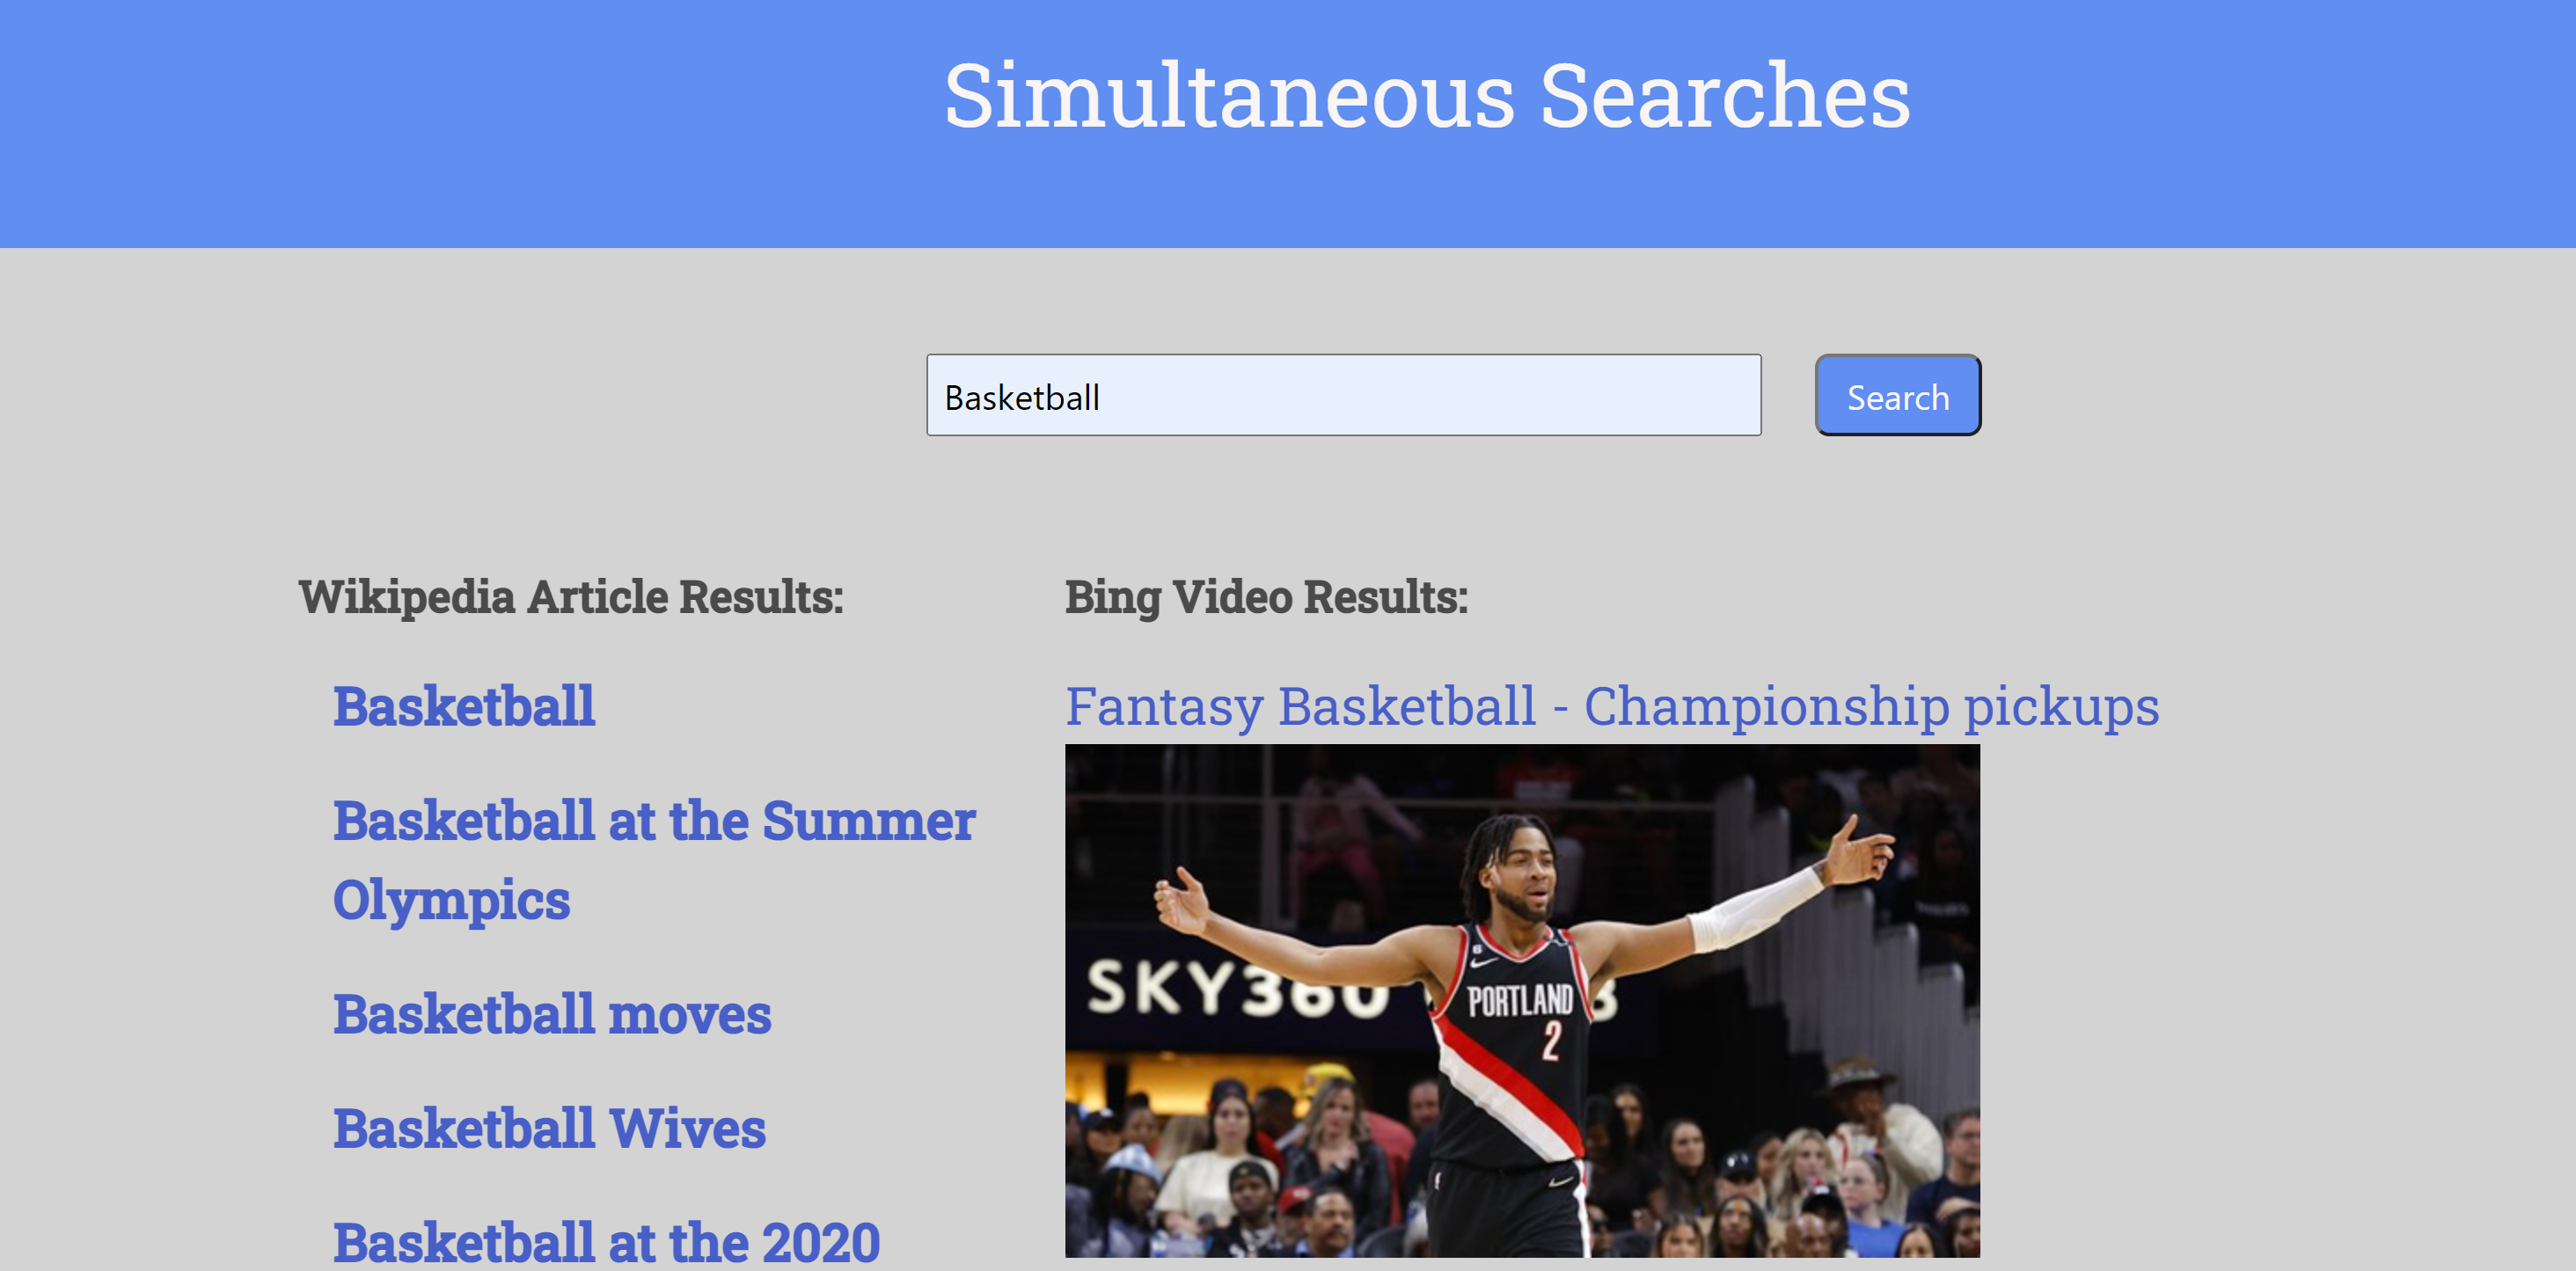 Simultaneous Searches
Basketball
Search
Wikipedia Article Results:
Basketball
Basketball at the Summer
Olympics
Basketball moves
Basketball Wives
Basketball at the 2020
Bing Video Results:
Fantasy Basketball - Championship pickups
SKY360
6
PORTLAND
2